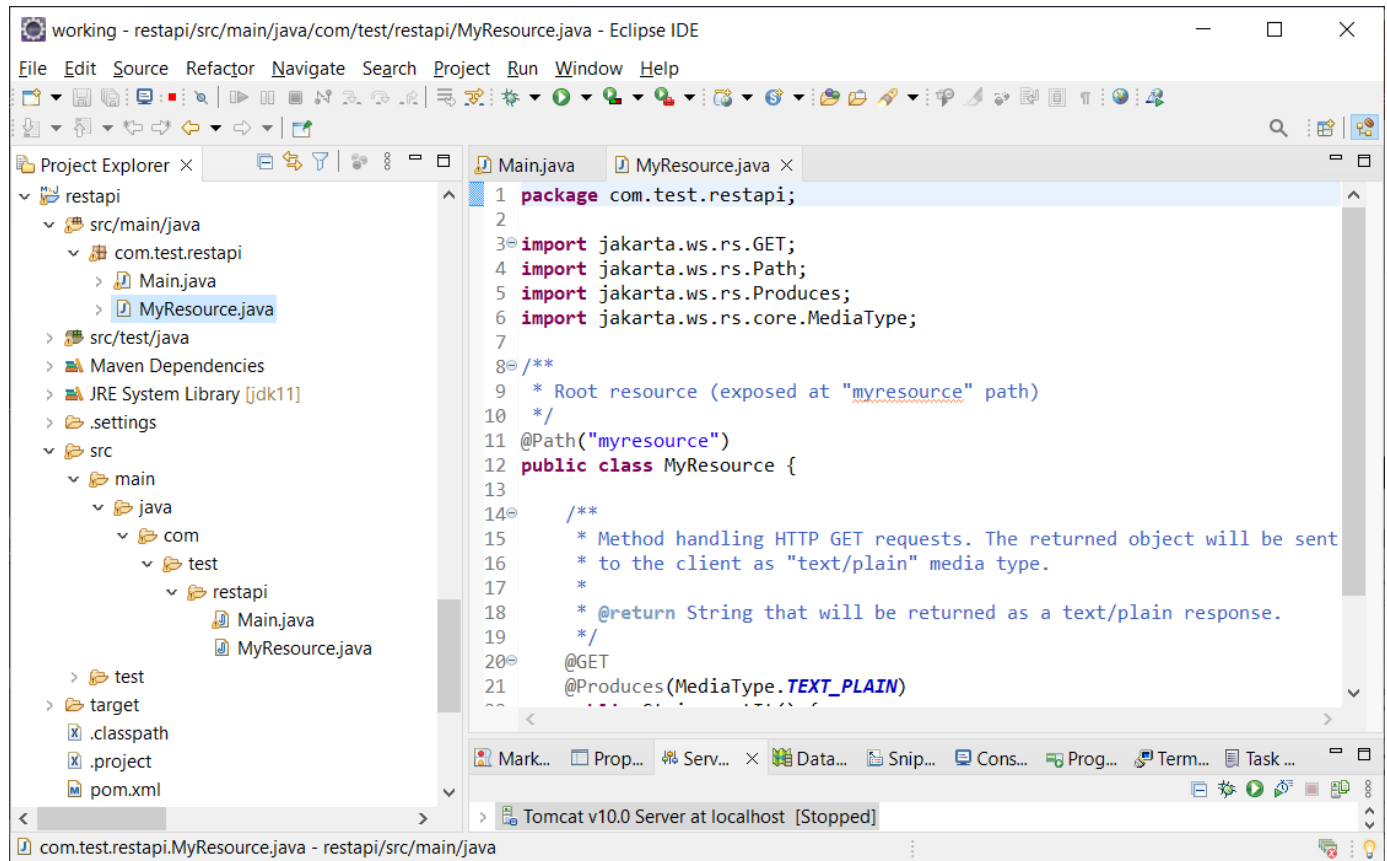 working - restapi/src/main/java/com/test/restapi/MyResource.java - Eclipse IDE
File Edit Source Refactor Navigate Search Project Run Window Help
Project Explorer
restapi
src/main/java
com.test.restapi
Main.java
MyResource.java
src/test/java
Maven Dependencies
JRE System Library [jdk11]
.settings
src
main
java
com
test
restapi
Main.java
MyResource.java
test
target
.classpath
.project
pom.xml
Main.java MyResource.java
1 package com.test.restapi;
2
3 import jakarta.ws.rs.GET;
4 import jakarta.ws.rs.Path;
5 import jakarta.ws.rs.Produces;
6 import jakarta.ws.rs.core.MediaType;
7
8 /**
9 * Root resource (exposed at "myresource" path)
10 */
11 @Path("myresource")
12 public class MyResource {
13
14 /**
15 * Method handling HTTP GET requests. The returned object will be sent
16 * to the client as "text/plain" media type.
17 *
18 * @return String that will be returned as a text/plain response.
19 */
20 @GET
21 @Produces(MediaType.TEXT_PLAIN)
Mark... Prop... Serv... Data... Snip... Cons... Prog... Term... Task ...
Tomcat v10.0 Server at localhost [Stopped]
com.test.restapi.MyResource.java - restapi/src/main/java